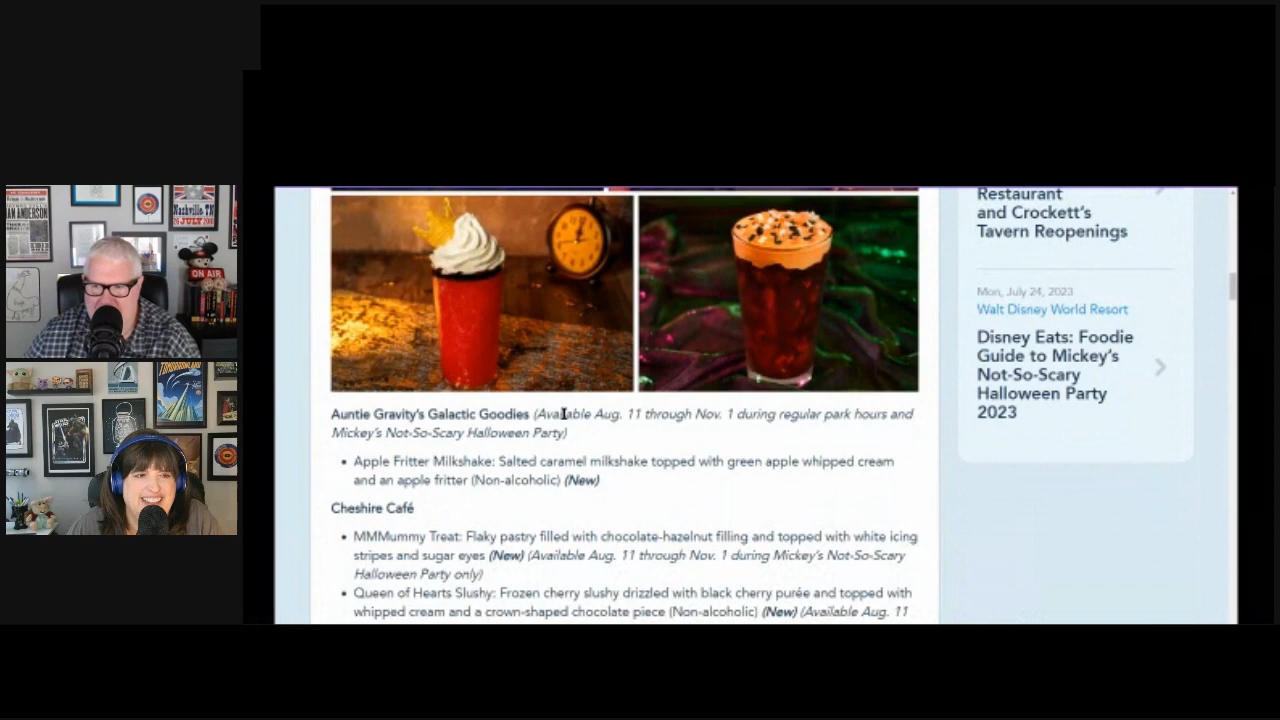 Nashville, TN
ON AIR
Auntie Gravity's Galactic Goodies (Available Aug. 11 through Nov. 1 during regular park hours and
Mickey's Not-So-Scary Halloween Party)
• Apple Fritter Milkshake: Salted caramel milkshake topped with green apple whipped cream
and an apple fritter (Non-alcoholic) (New)
Cheshire Café
• MMMummy Treat: Flaky pastry filled with chocolate-hazelnut filling and topped with white icing
stripes and sugar eyes (New) (Available Aug. 11 through Nov. 1 during Mickey's Not-So-Scary
Halloween Party only)
• Queen of Hearts Slushy: Frozen cherry slushy drizzled with black cherry purée and topped with
whipped cream and a crown-shaped chocolate piece (Non-alcoholic) (New) (Available Aug. 11
Restaurant
and Crockett's
Tavern Reopenings
Mon, July 24, 2023
Walt Disney World Resort
Disney Eats: Foodie
Guide to Mickey's
Not-So-Scary
Halloween Party
2023